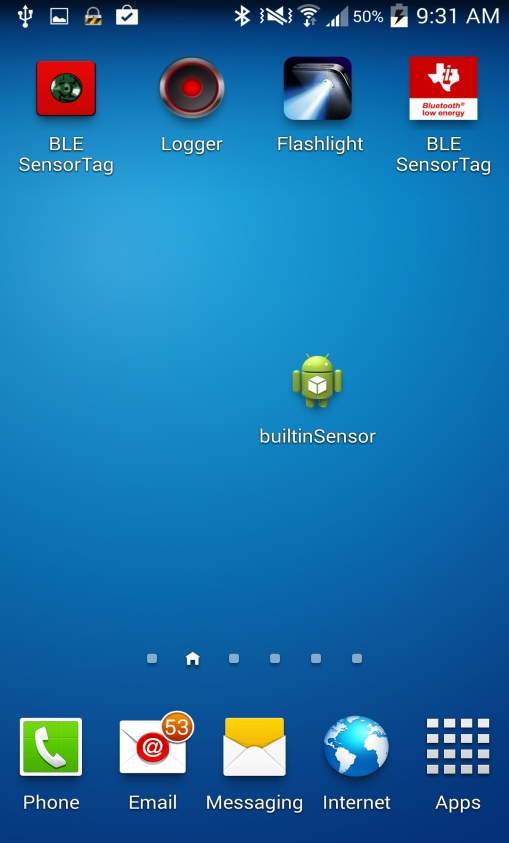 50% 9:31 AM
ti
Bluetooth®
low energy
BLE
SensorTag
Logger
Flashlight
BLE
SensorTag
builtinSensor
53
@
Phone
Email
Messaging
Internet
Apps